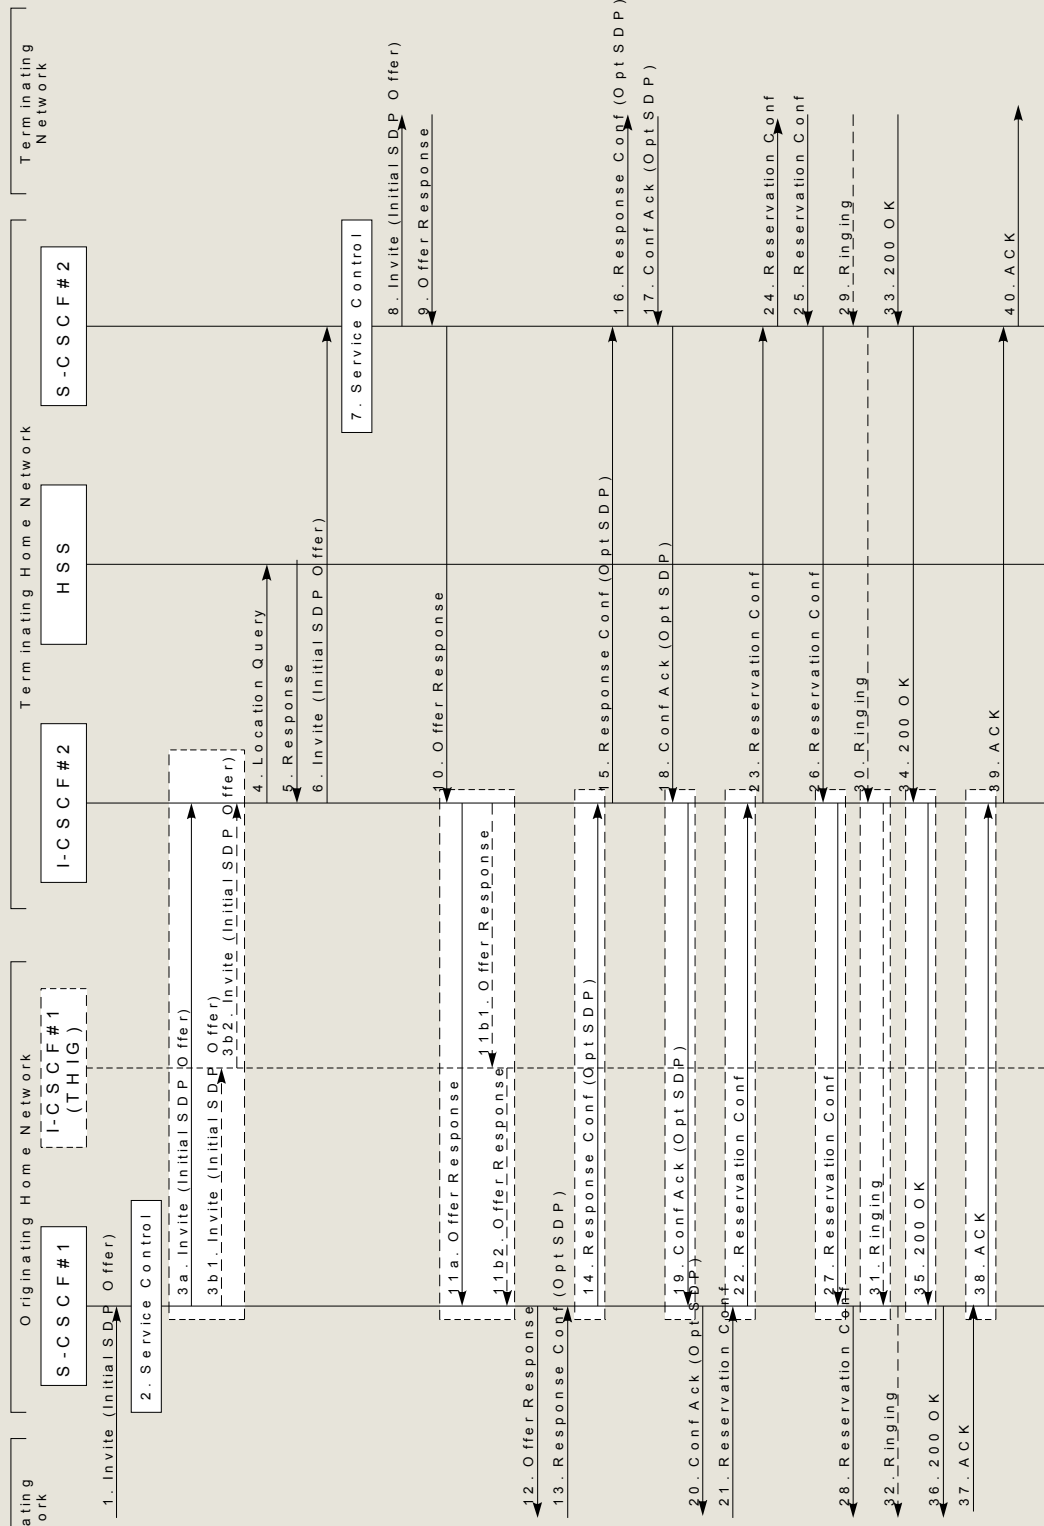 ating
ork
Originating Home Network
Terminating Home Network
Terminating
Network
S-CSCF#1
I-CSCF#1
(THIG)
I-CSCF#2
HSS
S-CSCF#2
1. Invite (Initial SDP Offer)
2. Service Control
3a. Invite (Initial SDP Offer)
3b1. Invite (Initial SDP Offer)
3b2. Invite (Initial SDP Offer)
4. Location Query
5. Response
6. Invite (Initial SDP Offer)
7. Service Control
8. Invite (Initial SDP Offer)
9. Offer Response
10. Offer Response
11a. Offer Response
11b1. Offer Response
11b2. Offer Response
12. Offer Response
13. Response Conf (Opt SDP)
14. Response Conf (Opt SDP)
15. Response Conf (Opt SDP)
16. Response Conf (Opt SDP)
17. Conf Ack (Opt SDP)
18. Conf Ack (Opt SDP)
19. Conf Ack (Opt SDP)
20. Conf Ack (Opt SDP)
21. Reservation Conf
22. Reservation Conf
23. Reservation Conf
24. Reservation Conf
25. Reservation Conf
26. Reservation Conf
27. Reservation Conf
28. Reservation Conf
29. Ringing
30. Ringing
31. Ringing
32. Ringing
33. 200 OK
34. 200 OK
35. 200 OK
36. 200 OK
37. ACK
38. ACK
39. ACK
40. ACK